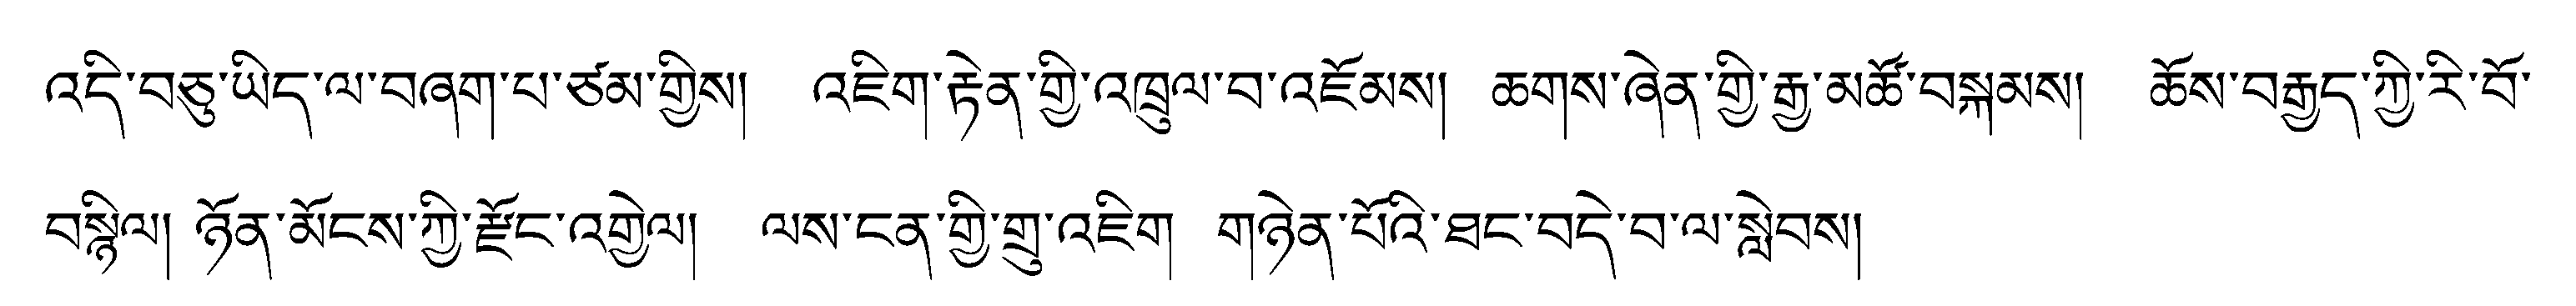 འདི་བཅུ་ཡིད་ལ་བཞག་པ་ཙམ་གྱིས།  འཇིག་རྟེན་གྱི་འཁྲུལ་བ་འཇོམས། ཆགས་ཞེན་གྱི་རྒྱ་མཚོ་བསྐམས།  ཆོས་བརྒྱད་ཀྱི་རི་བོ་
བསྙིལ། ཉོན་མོངས་ཀྱི་རྫོང་འགྱེལ།  ལས་ངན་གྱི་གྲུ་འཇིག  གཉེན་པོའི་ཐང་བདེ་བ་ལ་སླེབས།